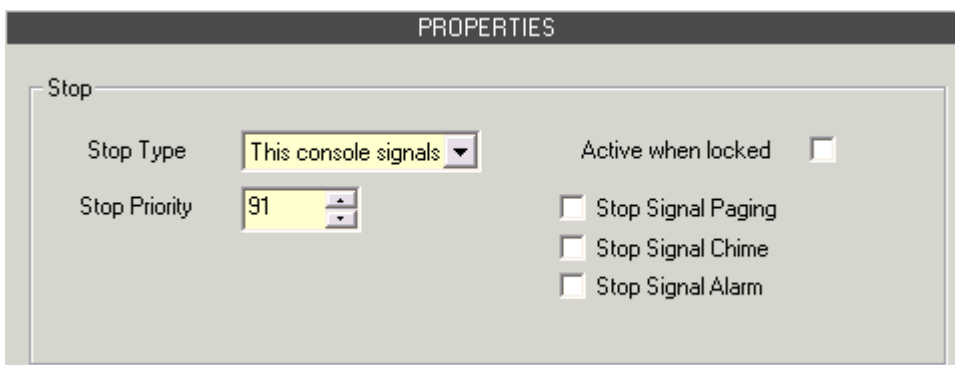 PROPERTIES
Stop
Stop Type
This console signals
Active when locked
Stop Priority
91
Stop Signal Paging
Stop Signal Chime
Stop Signal Alarm